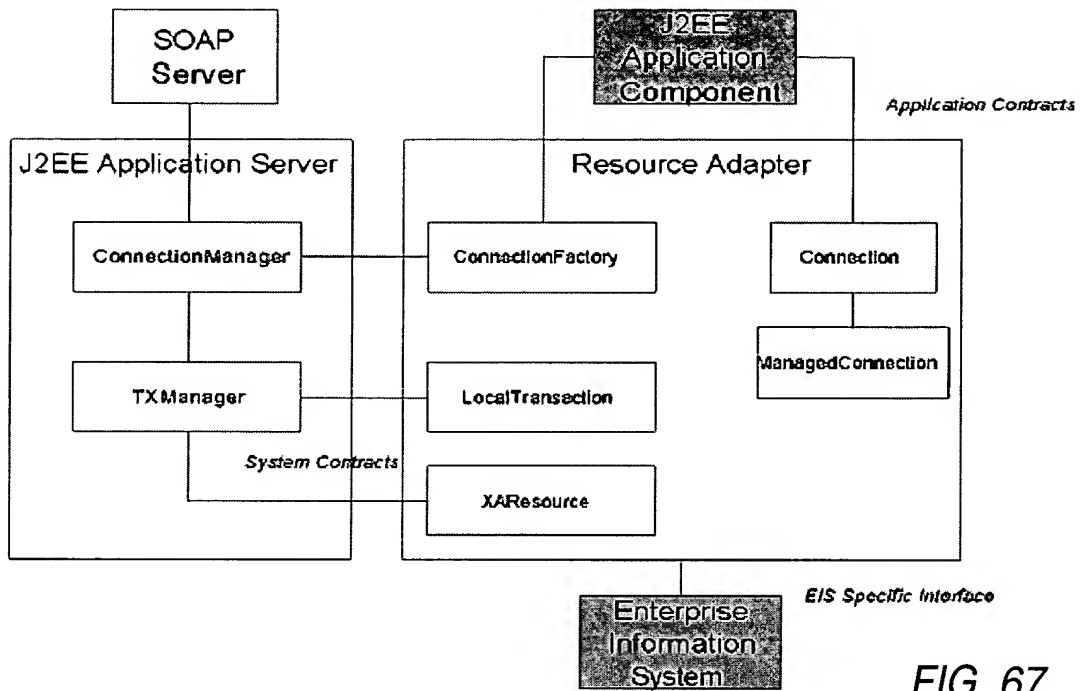 SOAP
Server
J2EE
Application
Component
Application Contracts
J2EE Application Server
Resource Adapter
ConnectionManager
ConnectionFactory
Connection
ManagedConnection
TXManager
LocalTransaction
System Contracts
XAResource
EIS Specific Interface
Enterprise
Information
System
FIG. 67